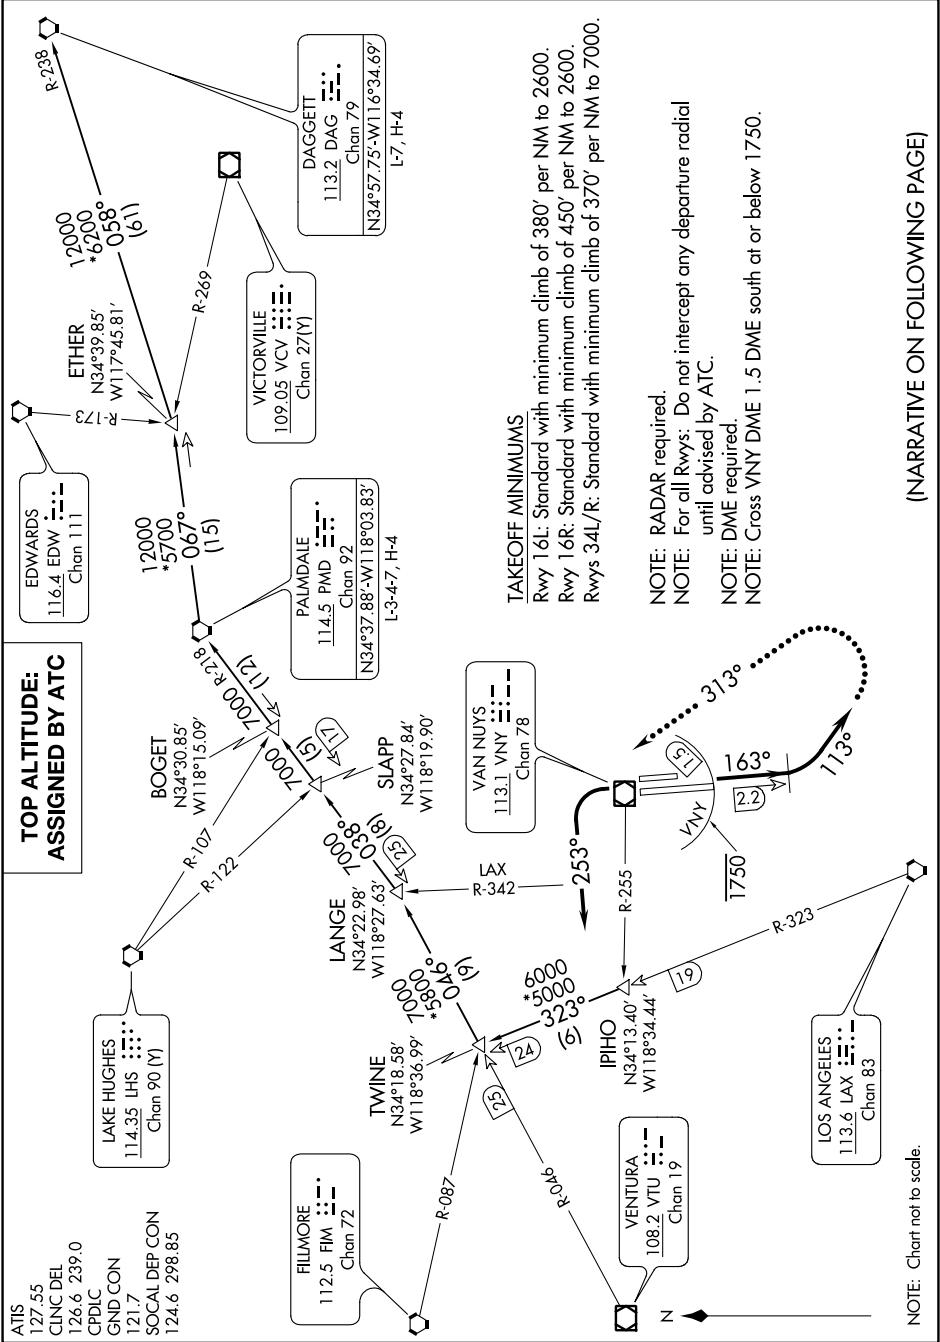 ATIS
127.55
CLNC DEL
126.6 239.0
CPDLC
GND CON
121.7
SOCAL DEP CON
124.6 298.85
TOP ALTITUDE:
ASSIGNED BY ATC
EDWARDS
116.4 EDW
Chan 111
R-173
ETHER
N34°39.85'
W117°45.81'
12000
*6200
058°
(61)
R-238
DAGGETT
113.2 DAG
Chan 79
N34°57.75'-W116°34.69'
L-7, H-4
R-269
VICTORVILLE
109.05 VCV
Chan 27(Y)
12000
*5700
067°
(15)
PALMDALE
114.5 PMD
Chan 92
N34°37.88'-W118°03.83'
L-3-4-7, H-4
LAKE HUGHES
114.35 LHS
Chan 90 (Y)
R-107
R-122
BOGET
N34°30.85'
W118°15.09'
7000 R-218
(12)
7000
(5)
17
SLAPP
N34°27.84'
W118°19.90'
7000
038°
(8)
25
LANGE
N34°22.98'
W118°27.63'
LAX
R-342
7000
*5800
046°
(9)
TWINE
N34°18.58'
W118°36.99'
FILLMORE
112.5 FIM
Chan 72
R-087
25
R-046
24
6000
*5000
323°
(6)
IPIHO
N34°13.40'
W118°34.44'
VENTURA
108.2 VTU
Chan 19
R-255
19
R-323
LOS ANGELES
113.6 LAX
Chan 83
VAN NUYS
113.1 VNY
Chan 78
253°
1.5
VNY
1750
163°
2.2
113°
313°
TAKEOFF MINIMUMS
Rwy 16L: Standard with minimum climb of 380' per NM to 2600.
Rwy 16R: Standard with minimum climb of 450' per NM to 2600.
Rwys 34L/R: Standard with minimum climb of 370' per NM to 7000.
NOTE: RADAR required.
NOTE: For all Rwys: Do not intercept any departure radial
until advised by ATC.
NOTE: DME required.
NOTE: Cross VNY DME 1.5 DME south at or below 1750.
N
NOTE: Chart not to scale.
(NARRATIVE ON FOLLOWING PAGE)